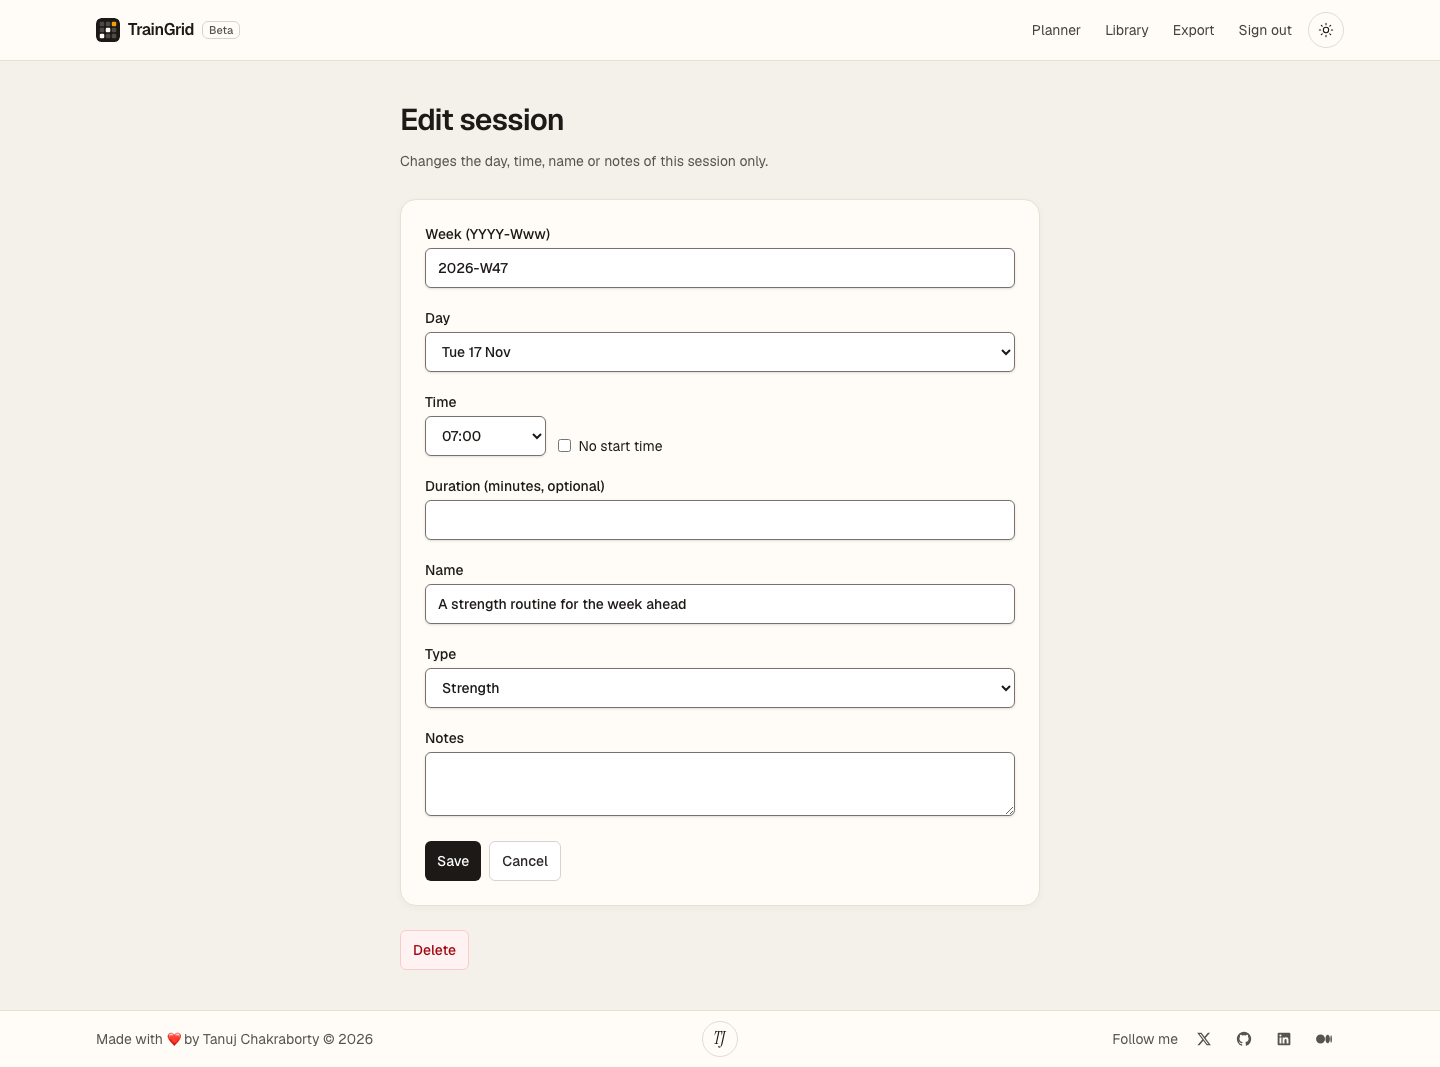 TrainGrid Beta
Planner Library Export Sign out
Edit session
Changes the day, time, name or notes of this session only.
Week (YYYY-Www)
2026-W47
Day
Tue 17 Nov
Time
07:00 No start time
Duration (minutes, optional)
Name
A strength routine for the week ahead
Type
Strength
Notes
Save Cancel
Delete
Made with ❤️ by Tanuj Chakraborty © 2026
TJ
Follow me